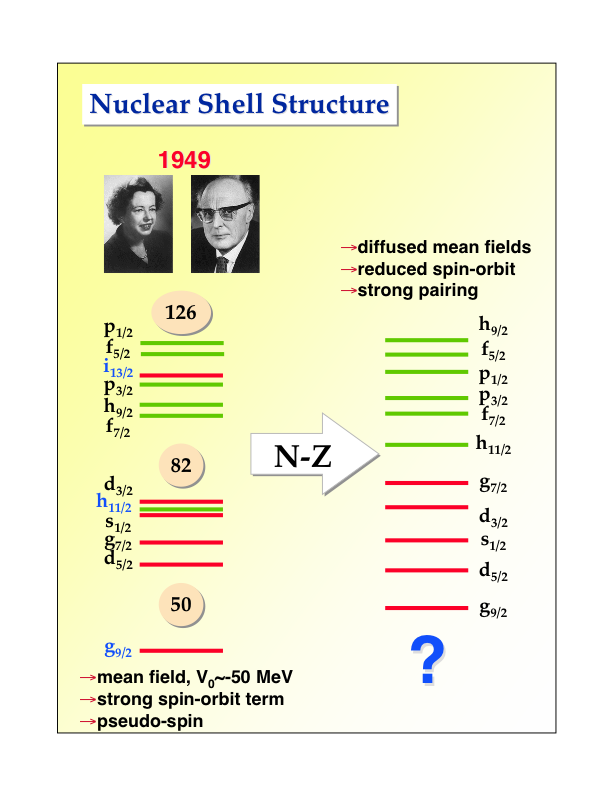 Nuclear Shell Structure
1949
→diffused mean fields
→reduced spin-orbit
→strong pairing
126
p1/2
f5/2
i13/2
p3/2
h9/2
f7/2
82
d3/2
h11/2
s1/2
g7/2
d5/2
50
g9/2
→mean field, V0~-50 MeV
→strong spin-orbit term
→pseudo-spin
N-Z
h9/2
f5/2
p1/2
p3/2
f7/2
h11/2
g7/2
d3/2
s1/2
d5/2
g9/2
?